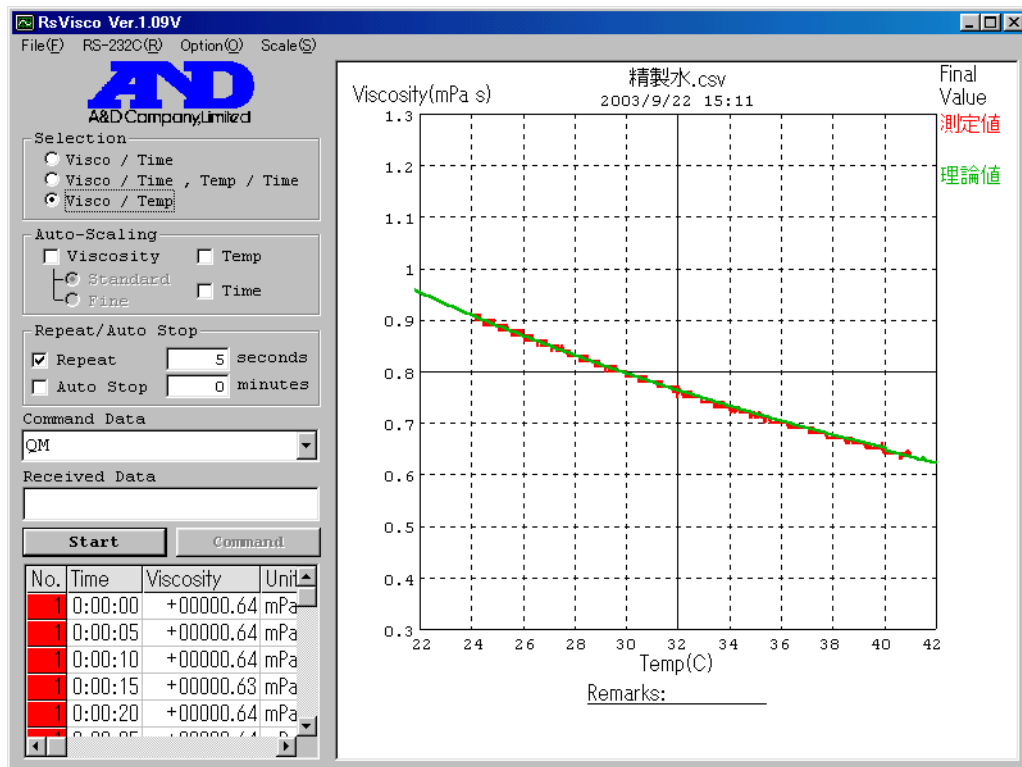 RsVisco Ver.1.09V
File(F) RS-232C(R) Option(O) Scale(S)
AND
A&D Company,Limited
Selection
Visco / Time
Visco / Time , Temp / Time
Visco / Temp
Auto-Scaling
Viscosity Temp
Standard
Fine
Time
Repeat/Auto Stop
Repeat 5 seconds
Auto Stop 0 minutes
Command Data
QM
Received Data
Start Command
No. Time Viscosity Unit
1 0:00:00 +00000.64 mPa
1 0:00:05 +00000.64 mPa
1 0:00:10 +00000.64 mPa
1 0:00:15 +00000.63 mPa
1 0:00:20 +00000.64 mPa
精製水.csv
2003/9/22 15:11
Viscosity(mPa s)
Final
Value
測定値
理論値
1.3
1.2
1.1
1
0.9
0.8
0.7
0.6
0.5
0.4
0.3
22 24 26 28 30 32 34 36 38 40 42
Temp(C)
Remarks: